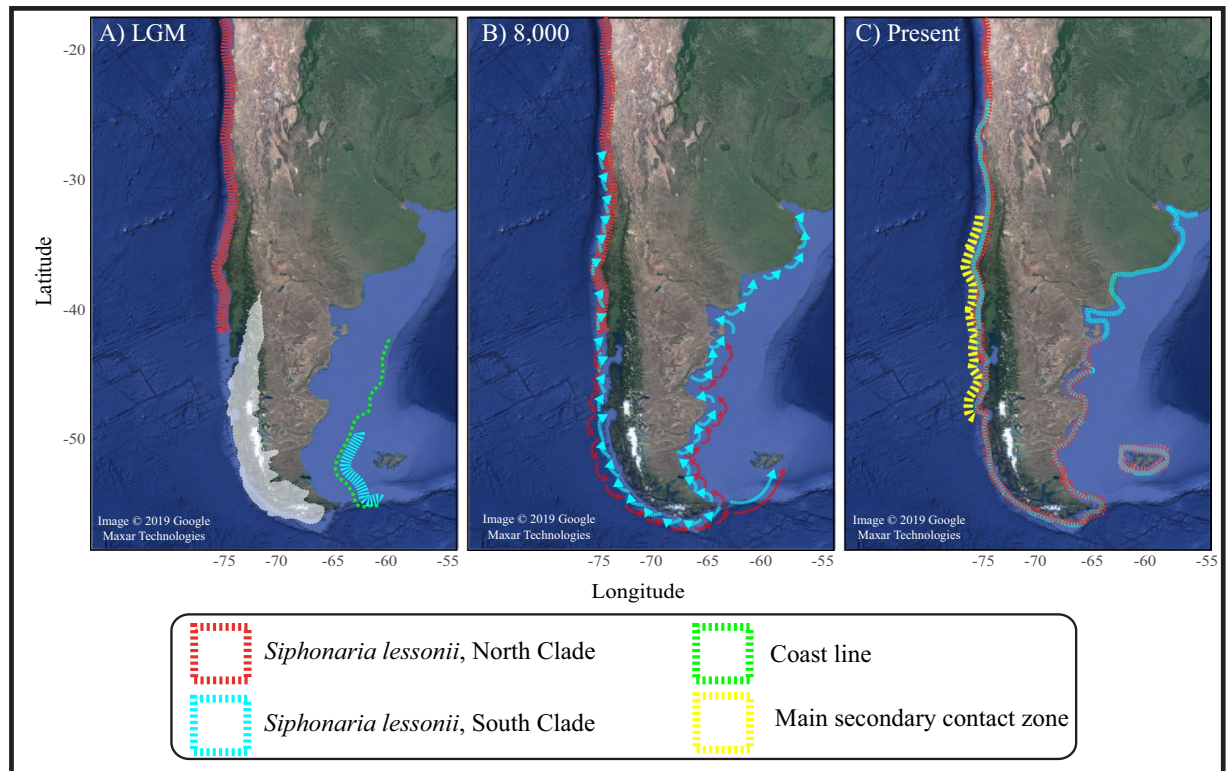 A) LGM
B) 8,000
C) Present
-20
-30
-40
-50
Latitude
Image © 2019 Google
Maxar Technologies
Image © 2019 Google
Maxar Technologies
Image © 2019 Google
Maxar Technologies
-75 -70 -65 -60 -55
-75 -70 -65 -60 -55
-75 -70 -65 -60 -55
Longitude
Siphonaria lessonii, North Clade
Coast line
Siphonaria lessonii, South Clade
Main secondary contact zone